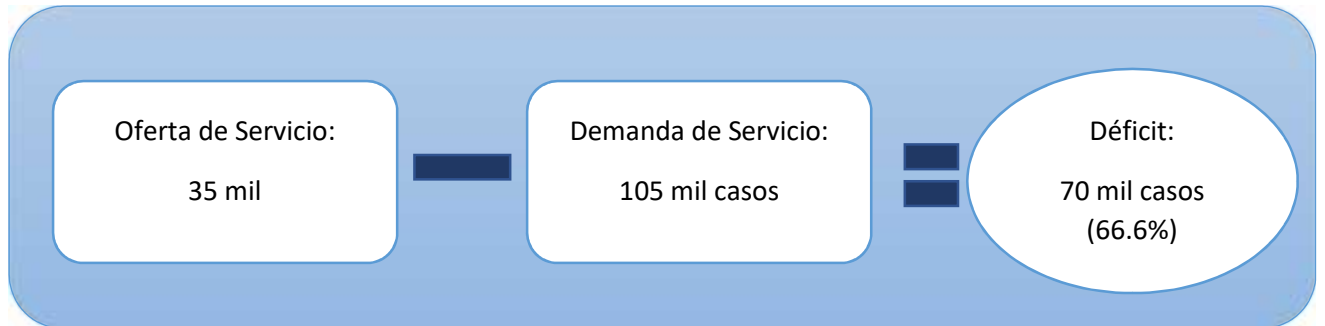 Oferta de Servicio:
35 mil
Demanda de Servicio:
105 mil casos
Déficit:
70 mil casos
(66.6%)